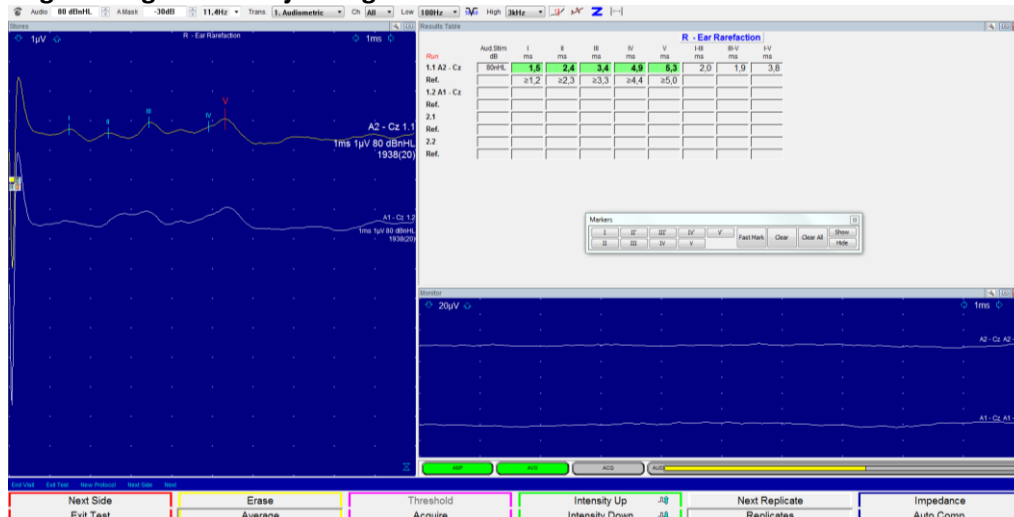 Audio 80 dBnHL A.Mask -30dB 11,4Hz Trans 1. Audiometric Ch All Low 100Hz High 3kHz
Stores
1µV R - Ear Rarefaction 1ms
I II III IV V
A2 - Cz 1.1
1ms 1µV 80 dBnHL
1938(20)
A1 - Cz 1.2
1ms 1µV 80 dBnHL
1938(20)
Results Table
R - Ear Rarefaction
Aud.Stim I II III IV V I-III III-V I-V
Run dB ms ms ms ms ms ms ms ms
1.1 A2 - Cz 80nHL 1,5 2,4 3,4 4,9 5,3 2,0 1,9 3,8
Ref. ≥1,2 ≥2,3 ≥3,3 ≥4,4 ≥5,0
1.2 A1 - Cz
Ref.
2.1
Ref.
2.2
Ref.
Markers
I II' III' IV' V' Fast Mark Clear Clear All Show
II III IV V Hide
Monitor
20µV 1ms
A2 - Cz A2 -
A1 - Cz A1 -
AMP AVG ACQ
End Visit Exit Test New Protocol Next Side Next
Next Side Erase Threshold Intensity Up Next Replicate Impedance
Exit Test Average Acquire Intensity Down Replicates Auto Comp